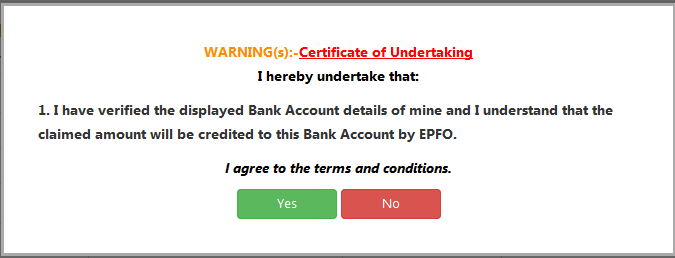 WARNING(s):-Certificate of Undertaking
I hereby undertake that:
1. I have verified the displayed Bank Account details of mine and I understand that the
claimed amount will be credited to this Bank Account by EPFO.
I agree to the terms and conditions.
Yes No